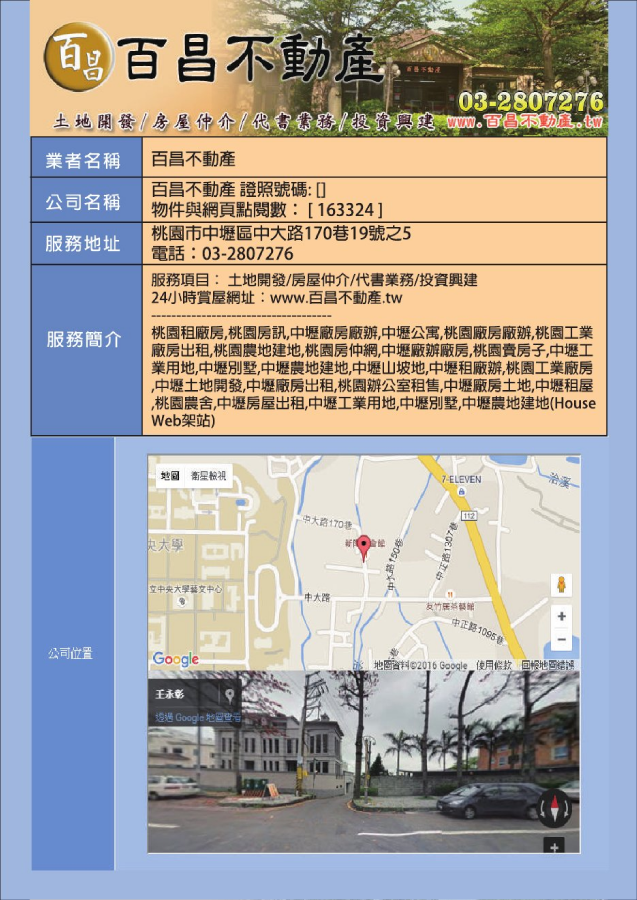 百昌 百昌不動產
百昌不動產
03-2807276
土地開發/房屋仲介/代書業務/投資興建 www.百昌不動產.tw
業者名稱 百昌不動產
公司名稱 百昌不動產 證照號碼: []
物件與網頁點閱數： [ 163324 ]
服務地址 桃園市中壢區中大路170巷19號之5
電話：03-2807276
服務簡介
服務項目： 土地開發/房屋仲介/代書業務/投資興建
24小時賞屋網址：www.百昌不動產.tw
------------------------------------
桃園租廠房,桃園房訊,中壢廠房廠辦,中壢公寓,桃園廠房廠辦,桃園工業
廠房出租,桃園農地建地,桃園房仲網,中壢廠辦廠房,桃園賣房子,中壢工
業用地,中壢別墅,中壢農地建地,中壢山坡地,中壢租廠辦,桃園工業廠房
,中壢土地開發,中壢廠房出租,桃園辦公室租售,中壢廠房土地,中壢租屋
,桃園農舍,中壢房屋出租,中壢工業用地,中壢別墅,中壢農地建地(House
Web架站)
公司位置
地圖 衛星檢視
7-ELEVEN
112
中大路170巷
央大學
中大路150巷
中正路1307巷
立中央大學藝文中心
中大路
友竹居茶藝館
中正路1095巷
Google
地圖資料©2016 Google 使用條款 回報地圖錯誤
王永彰
透過 Google 地圖查看